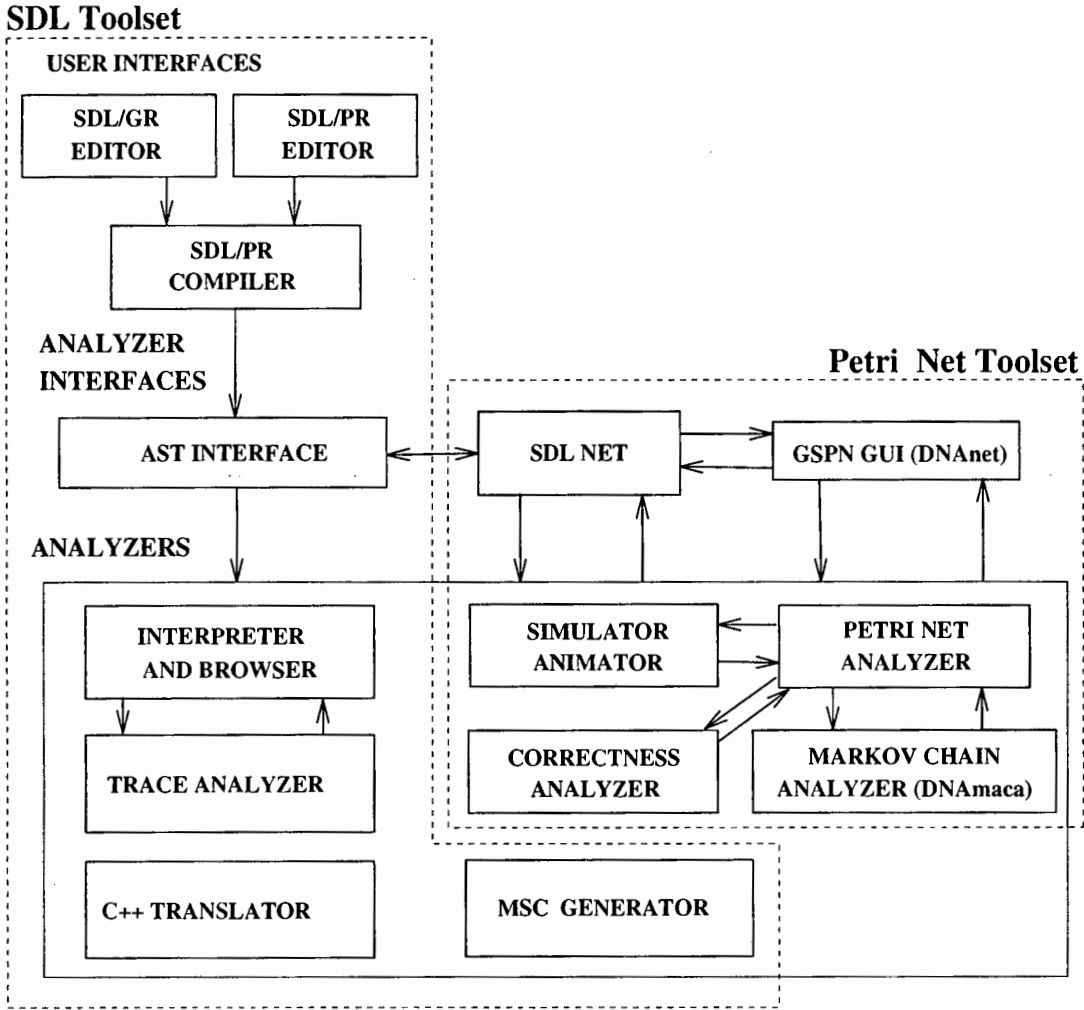 SDL Toolset
USER INTERFACES
SDL/GR
EDITOR
SDL/PR
EDITOR
SDL/PR
COMPILER
ANALYZER
INTERFACES
Petri Net Toolset
AST INTERFACE
SDL NET
GSPN GUI (DNAnet)
ANALYZERS
INTERPRETER
AND BROWSER
SIMULATOR
ANIMATOR
PETRI NET
ANALYZER
TRACE ANALYZER
CORRECTNESS
ANALYZER
MARKOV CHAIN
ANALYZER (DNAmaca)
C++ TRANSLATOR
MSC GENERATOR